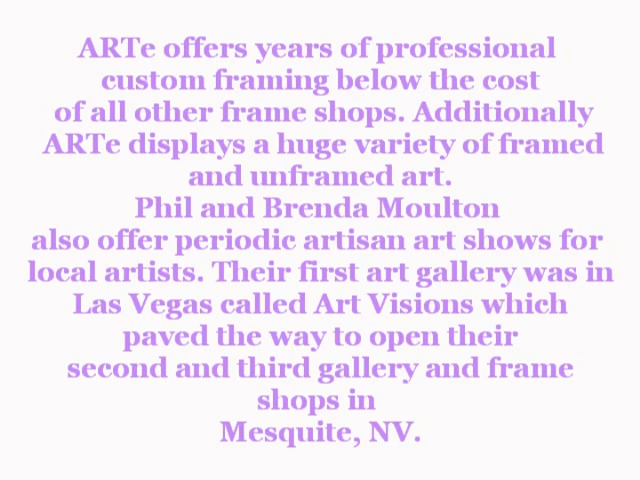 ARTe offers years of professional
custom framing below the cost
of all other frame shops. Additionally
ARTe displays a huge variety of framed
and unframed art.
Phil and Brenda Moulton
also offer periodic artisan art shows for
local artists. Their first art gallery was in
Las Vegas called Art Visions which
paved the way to open their
second and third gallery and frame
shops in
Mesquite, NV.